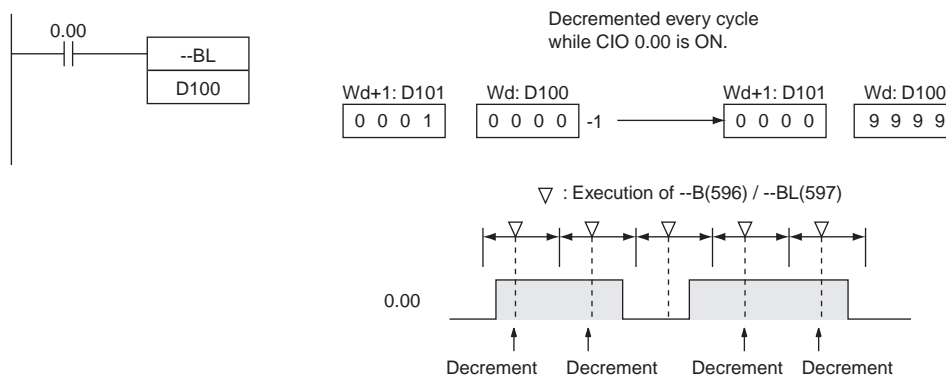 0.00
--BL
D100
Decremented every cycle
while CIO 0.00 is ON.
Wd+1: D101 Wd: D100 Wd+1: D101 Wd: D100
0 0 0 1 0 0 0 0 -1 0 0 0 0 9 9 9 9
: Execution of --B(596) / --BL(597)
0.00
Decrement Decrement Decrement Decrement